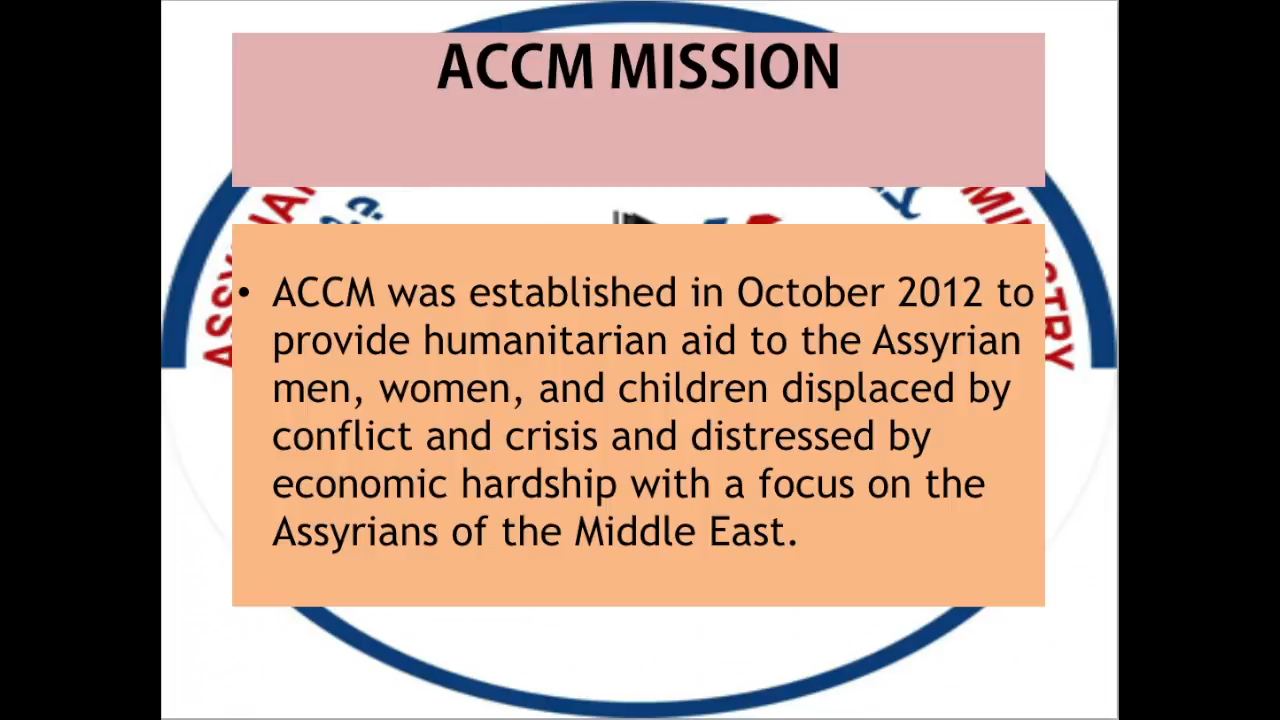 ACCM MISSION
• ACCM was established in October 2012 to
provide humanitarian aid to the Assyrian
men, women, and children displaced by
conflict and crisis and distressed by
economic hardship with a focus on the
Assyrians of the Middle East.